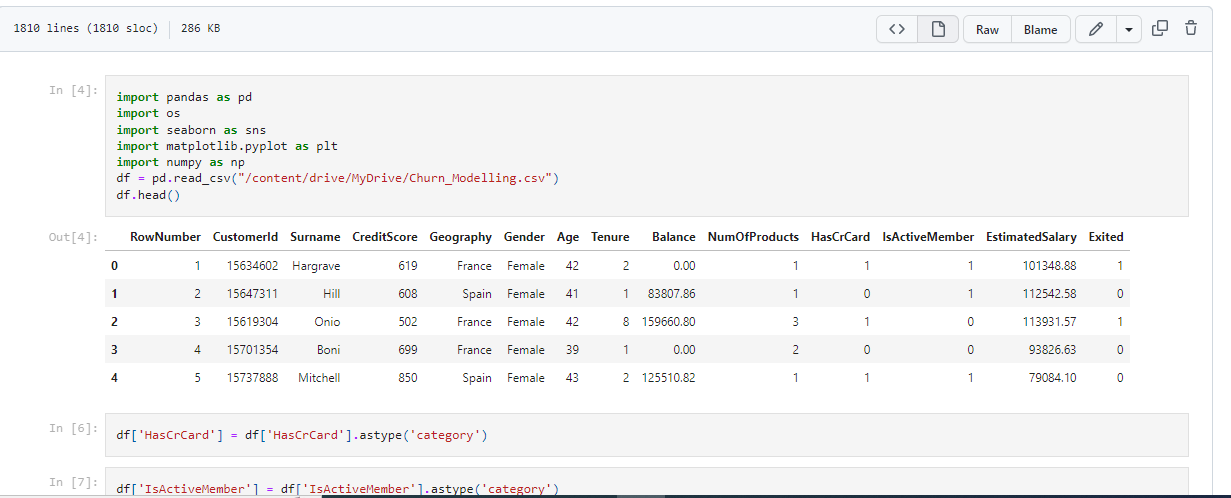 1810 lines (1810 sloc) 286 KB <> Raw Blame
In [4]:
import pandas as pd
import os
import seaborn as sns
import matplotlib.pyplot as plt
import numpy as np
df = pd.read_csv("/content/drive/MyDrive/Churn_Modelling.csv")
df.head()
Out[4]:
RowNumber CustomerId Surname CreditScore Geography Gender Age Tenure Balance NumOfProducts HasCrCard IsActiveMember EstimatedSalary Exited
0 1 15634602 Hargrave 619 France Female 42 2 0.00 1 1 1 101348.88 1
1 2 15647311 Hill 608 Spain Female 41 1 83807.86 1 0 1 112542.58 0
2 3 15619304 Onio 502 France Female 42 8 159660.80 3 1 0 113931.57 1
3 4 15701354 Boni 699 France Female 39 1 0.00 2 0 0 93826.63 0
4 5 15737888 Mitchell 850 Spain Female 43 2 125510.82 1 1 1 79084.10 0
In [6]:
df['HasCrCard'] = df['HasCrCard'].astype('category')
In [7]:
df['IsActiveMember'] = df['IsActiveMember'].astype('category')